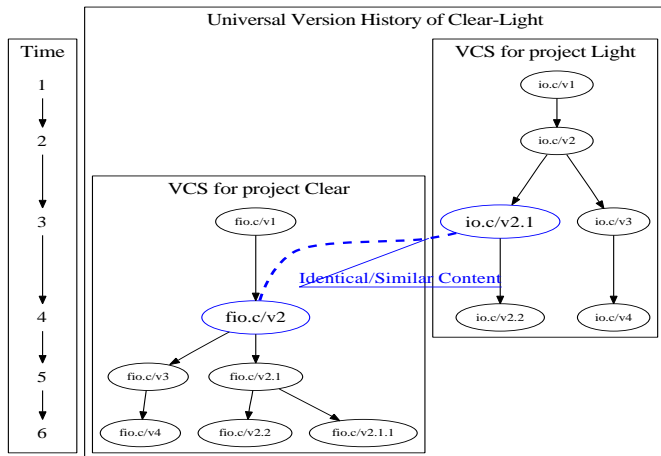 Universal Version History of Clear-Light
Time
1
2
3
4
5
6
VCS for project Light
io.c/v1
io.c/v2
io.c/v2.1
io.c/v3
io.c/v2.2
io.c/v4
VCS for project Clear
fio.c/v1
Identical/Similar Content
fio.c/v2
fio.c/v3
fio.c/v2.1
fio.c/v4
fio.c/v2.2
fio.c/v2.1.1